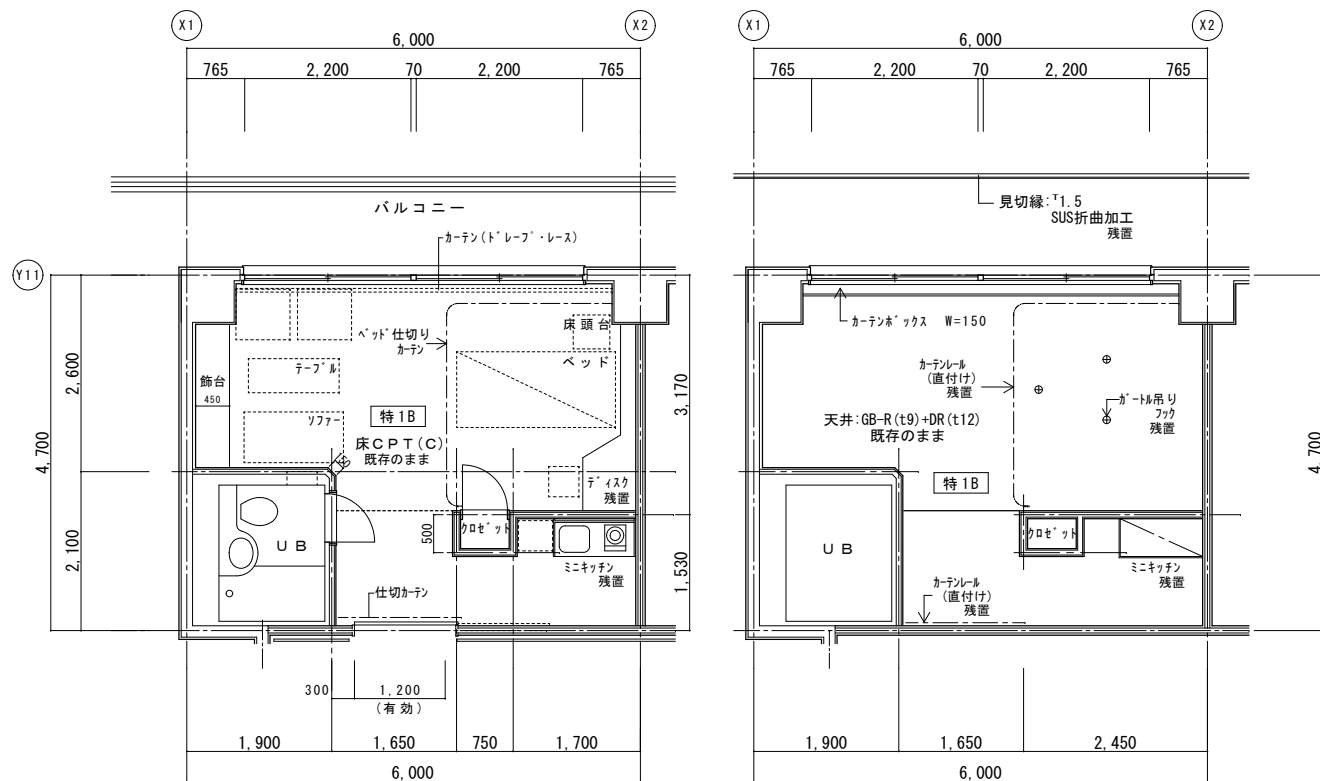 X1
X2
6,000
765
2,200
70
2,200
765
バルコニー
カーテン(ドレープ・レース)
Y11
ベッド仕切り
カーテン
床頭台
ベッド
テーブル
飾台
450
ソファー
特1B
床CPT(C)
既存のまま
ディスク
残置
クロゼット
500
UB
ミニキッチン
残置
仕切カーテン
2,600
2,100
4,700
3,170
1,530
300
1,200
(有効)
1,900
1,650
750
1,700
6,000
X1
X2
6,000
765
2,200
70
2,200
765
見切縁:T1.5
SUS折曲加工
残置
カーテンボックス W=150
カーテンレール
(直付け)
残置
ガートル吊り
フック
残置
天井:GB-R(t9)+DR(t12)
既存のまま
特1B
クロゼット
UB
ミニキッチン
残置
カーテンレール
(直付け)
残置
4,700
1,900
1,650
2,450
6,000